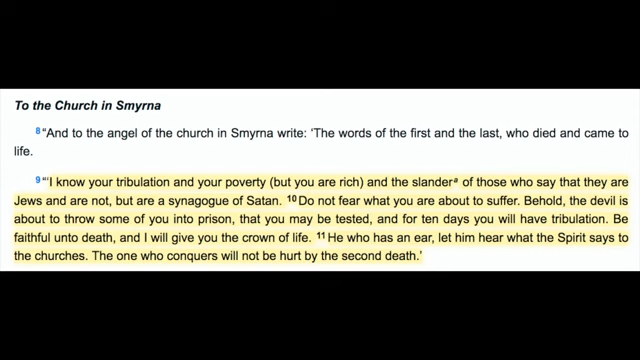 To the Church in Smyrna
8 “And to the angel of the church in Smyrna write: ‘The words of the first and the last, who died and came to
life.
9 “‘I know your tribulation and your poverty (but you are rich) and the slander a of those who say that they are
Jews and are not, but are a synagogue of Satan. 10 Do not fear what you are about to suffer. Behold, the devil is
about to throw some of you into prison, that you may be tested, and for ten days you will have tribulation. Be
faithful unto death, and I will give you the crown of life. 11 He who has an ear, let him hear what the Spirit says to
the churches. The one who conquers will not be hurt by the second death.’